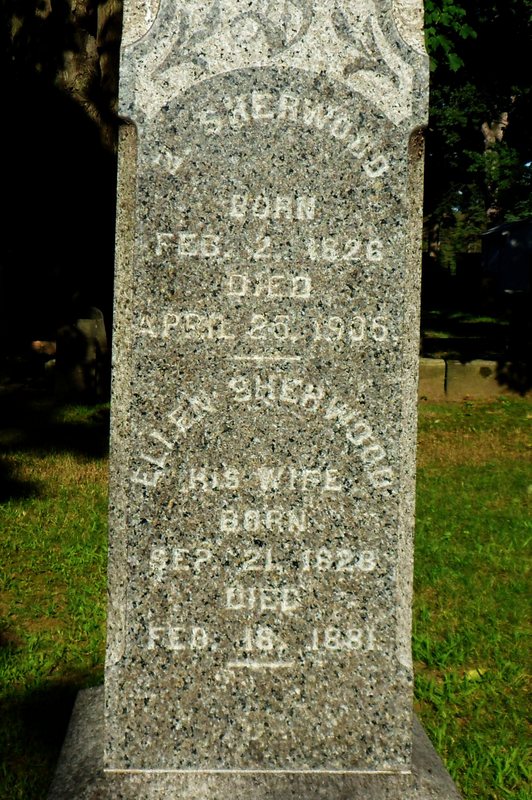 N. SHERWOOD
BORN
FEB. 2, 1826
DIED
APRIL 25, 1905.
ELLEN SHERWOOD
HIS WIFE
BORN
SEP. 21, 1828
DIED
FEB. 18, 1881.